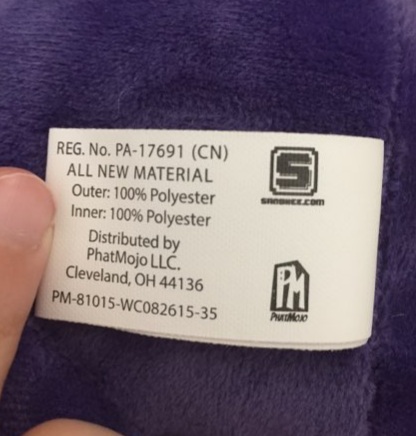 REG. No. PA-17691 (CN)
ALL NEW MATERIAL
Outer: 100% Polyester
Inner: 100% Polyester
Distributed by
PhatMojo LLC.
Cleveland, OH 44136
PM-81015-WC082615-35
S
SANSHEE.COM
PM
PHATMOJO